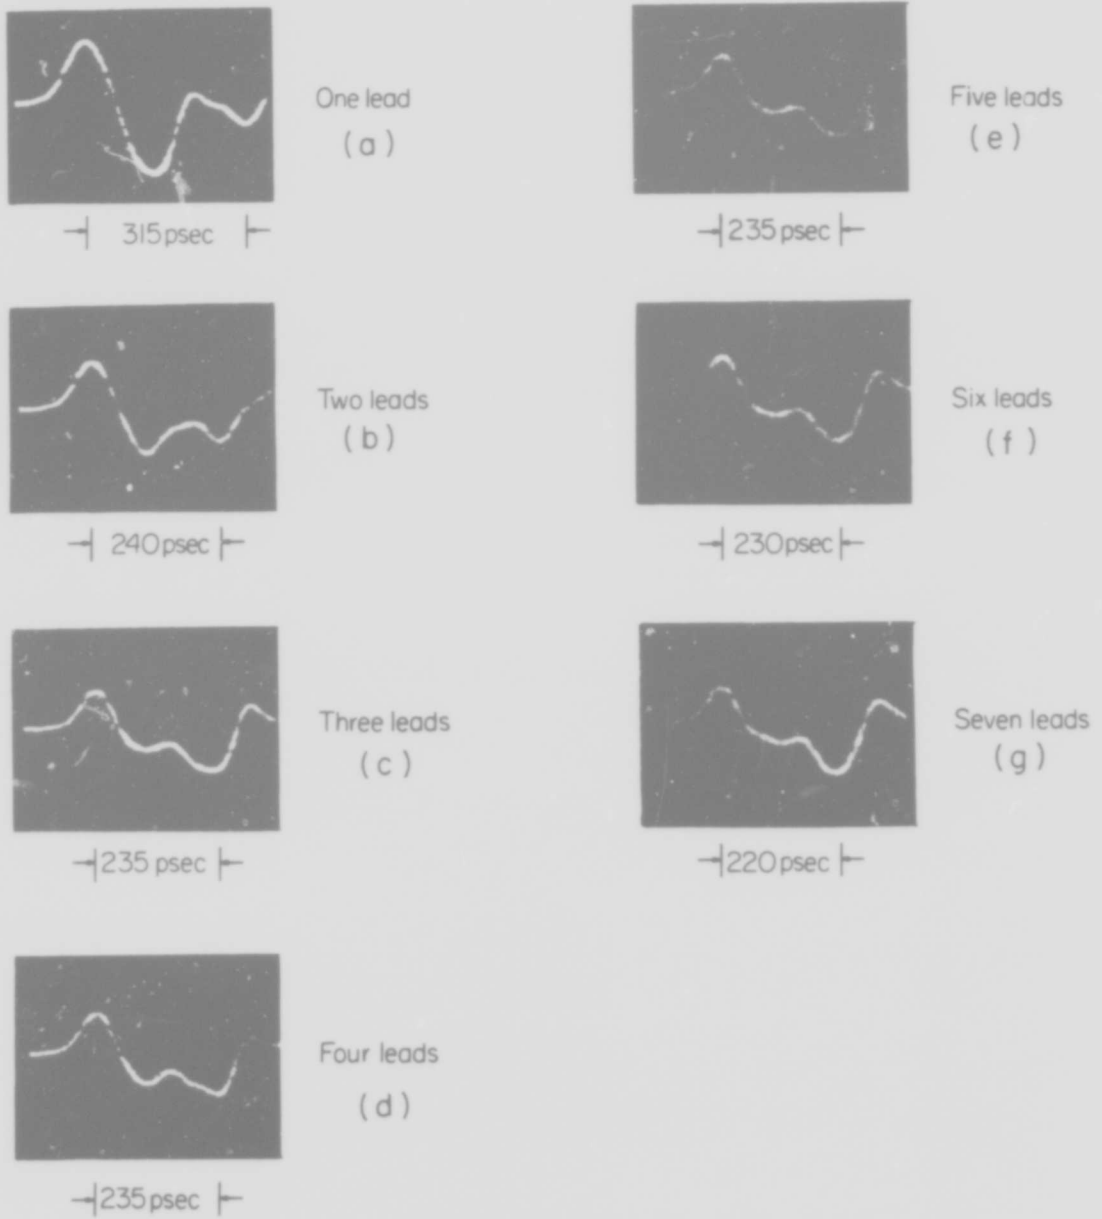 One lead
(a)
315 psec
Two leads
(b)
240 psec
Three leads
(c)
235 psec
Four leads
(d)
235 psec
Five leads
(e)
235 psec
Six leads
(f)
230 psec
Seven leads
(g)
220 psec